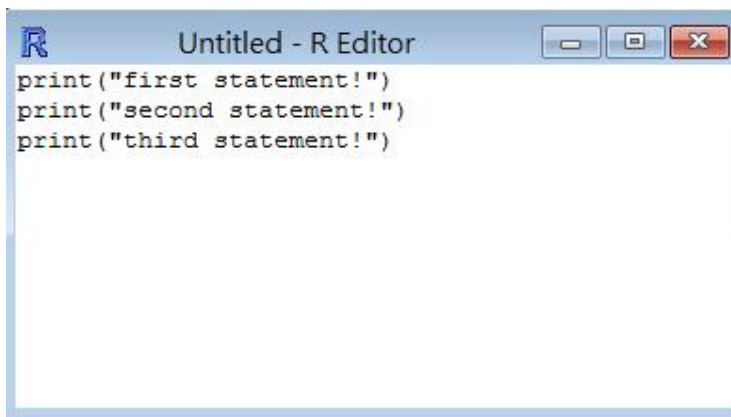 R Untitled - R Editor
print("first statement!")
print("second statement!")
print("third statement!")